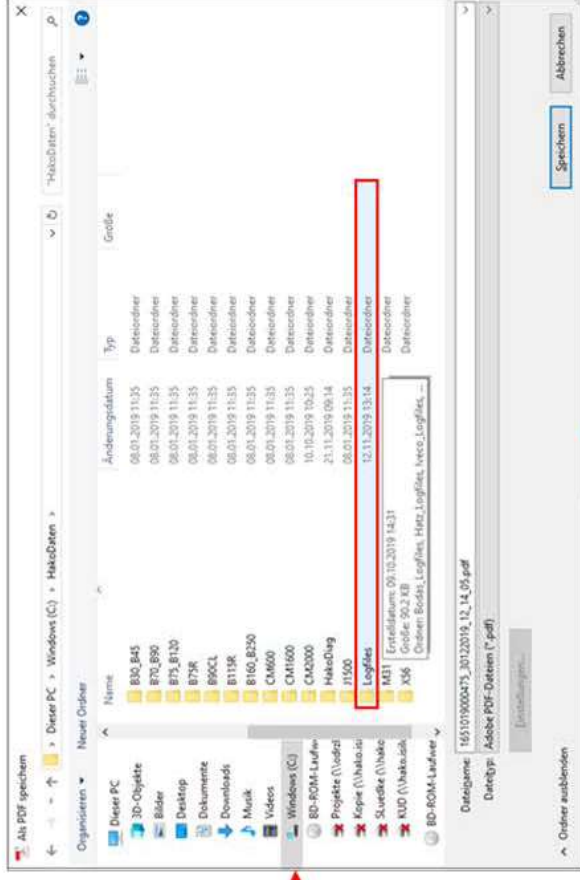 Als PDF speichern
Dieser PC > Windows (C:) > HakoDaten >
"HakoDaten" durchsuchen
Organisieren
Neuer Ordner
Dieser PC
3D-Objekte
Bilder
Desktop
Dokumente
Downloads
Musik
Videos
Windows (C:)
BD-ROM-Laufwer
Projekte (\\odrzl
Kopie (\\hako.isi
SLuedke (\\hako
KUO (\\hako.isik
BD-ROM-Laufwer
Name Änderungsdatum Typ Größe
B30_B45 08.01.2019 11:35 Dateiordner
B70_B90 08.01.2019 11:35 Dateiordner
B75_B120 08.01.2019 11:35 Dateiordner
B75R 08.01.2019 11:35 Dateiordner
B90CL 08.01.2019 11:35 Dateiordner
B115R 08.01.2019 11:35 Dateiordner
B160_B250 08.01.2019 11:35 Dateiordner
CM600 08.01.2019 11:35 Dateiordner
CM1600 08.01.2019 11:35 Dateiordner
CM2000 10.10.2019 10:25 Dateiordner
HakoDiag 21.11.2019 09:14 Dateiordner
J1500 08.01.2019 11:35 Dateiordner
Logfiles 12.11.2019 13:14 Dateiordner
M31 Dateiordner
X56 Dateiordner
Erstelldatum: 09.10.2019 14:31
Größe: 90,2 KB
Ordner: Bodas_Logfiles, Hatz_Logfiles, Iveco_Logfiles, ...
Dateiname: 1651019000475_30122019_12_14_05.pdf
Dateityp: Adobe PDF-Dateien (*.pdf)
Einstellungen...
Ordner ausblenden
Speichern
Abbrechen